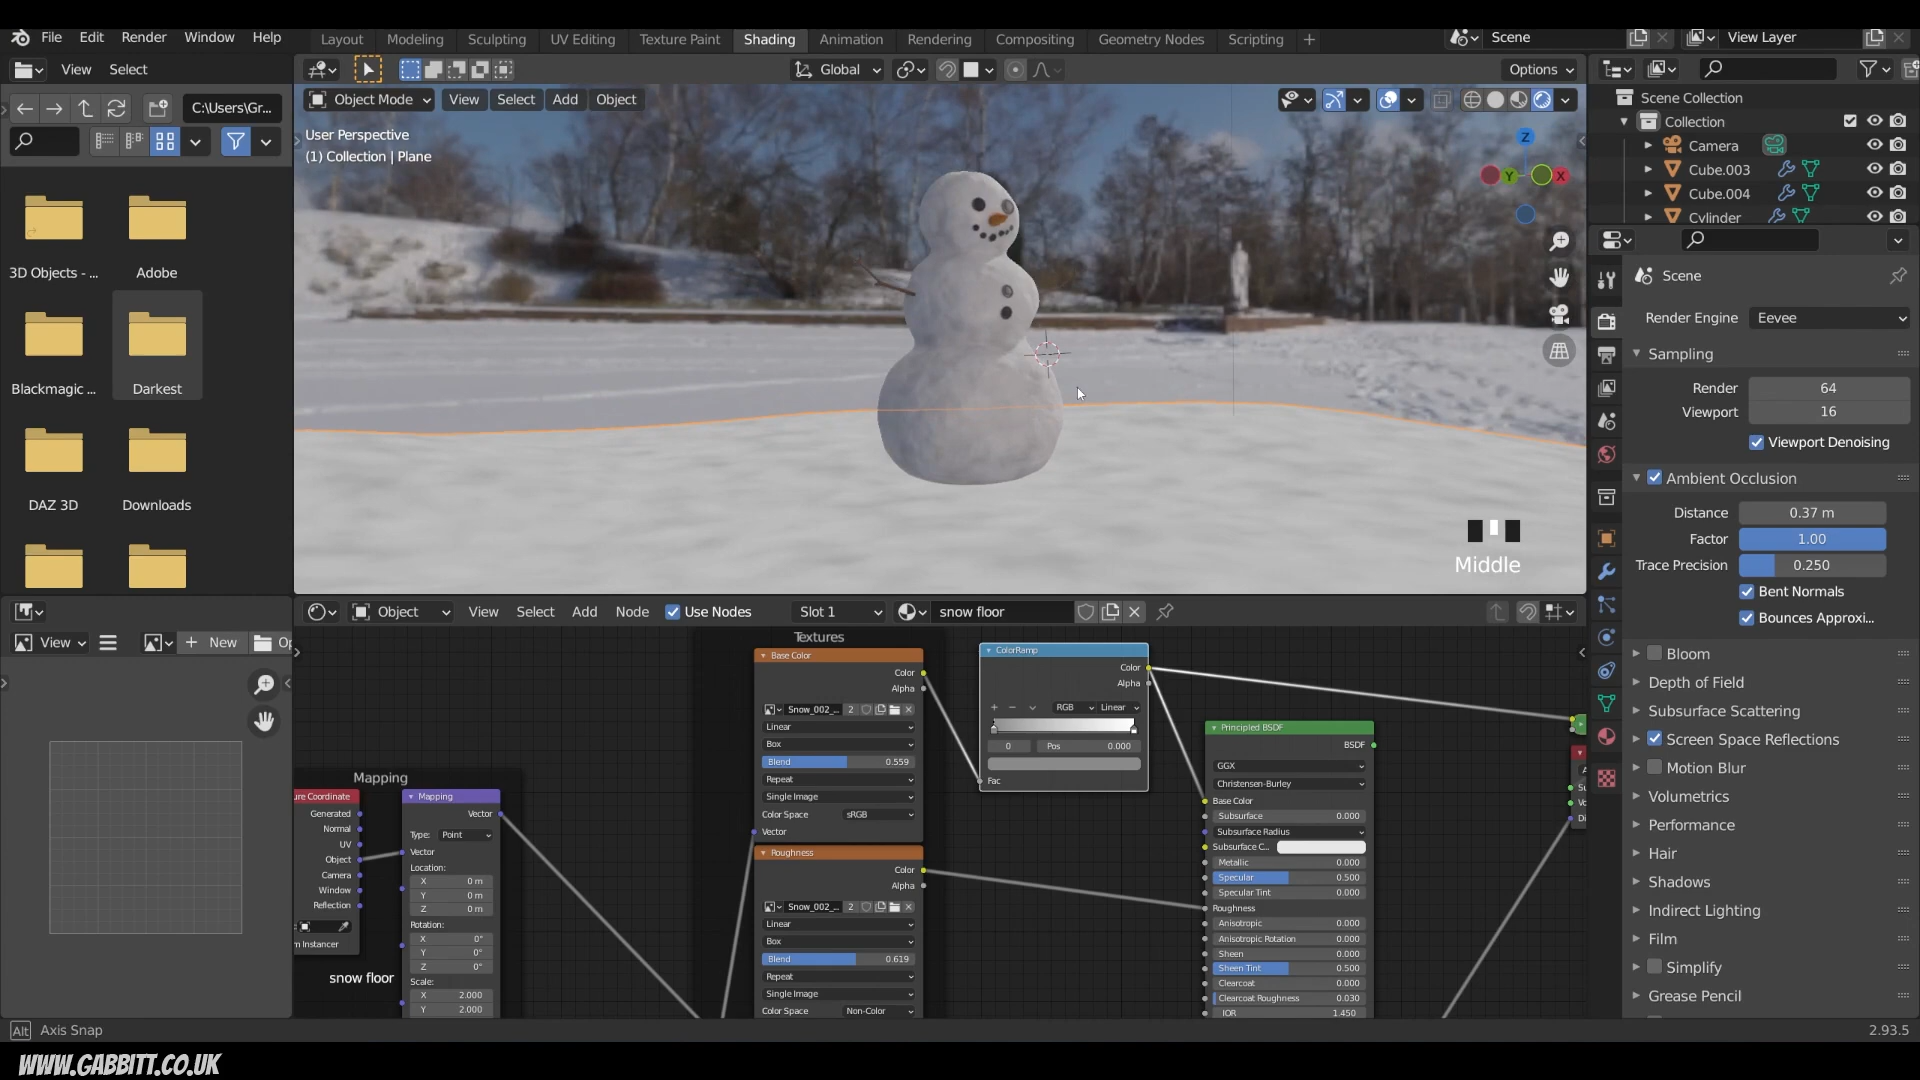 File Edit Render Window Help
Layout Modeling Sculpting UV Editing Texture Paint Shading Animation Rendering Compositing Geometry Nodes Scripting +
Scene
View Layer
View Select
Global
Options
C:\Users\Gr...
Object Mode View Select Add Object
User Perspective
(1) Collection | Plane
Z
Y
X
Scene Collection
Collection
Camera
Cube.003
Cube.004
Cylinder
3D Objects - ...
Adobe
Blackmagic ...
Darkest
DAZ 3D
Downloads
Middle
Scene
Render Engine Eevee
Sampling
Render 64
Viewport 16
Viewport Denoising
Ambient Occlusion
Distance 0.37 m
Factor 1.00
Trace Precision 0.250
Bent Normals
Bounces Approxi...
Bloom
Depth of Field
Subsurface Scattering
Screen Space Reflections
Motion Blur
Volumetrics
Performance
Hair
Shadows
Indirect Lighting
Film
Simplify
Grease Pencil
View + New Op
Object View Select Add Node Use Nodes Slot 1 snow floor
Mapping
ure Coordinate
Generated
Normal
UV
Object
Camera
Window
Reflection
m Instancer
Mapping
Vector
Type: Point
Vector
Location:
X 0 m
Y 0 m
Z 0 m
Rotation:
X 0°
Y 0°
Z 0°
Scale:
X 2.000
Y 2.000
snow floor
Textures
Base Color
Color
Alpha
Snow_002_... 2
Linear
Box
Blend 0.559
Repeat
Single Image
Color Space sRGB
Vector
Roughness
Color
Alpha
Snow_002_... 2
Linear
Box
Blend 0.619
Repeat
Single Image
Color Space Non-Color
ColorRamp
Color
Alpha
RGB Linear
0 Pos 0.000
Fac
Principled BSDF
BSDF
GGX
Christensen-Burley
Base Color
Subsurface 0.000
Subsurface Radius
Subsurface C...
Metallic 0.000
Specular 0.500
Specular Tint 0.000
Roughness
Anisotropic 0.000
Anisotropic Rotation 0.000
Sheen 0.000
Sheen Tint 0.500
Clearcoat 0.000
Clearcoat Roughness 0.030
IOR 1.450
Alt Axis Snap
2.93.5
WWW.GABBITT.CO.UK